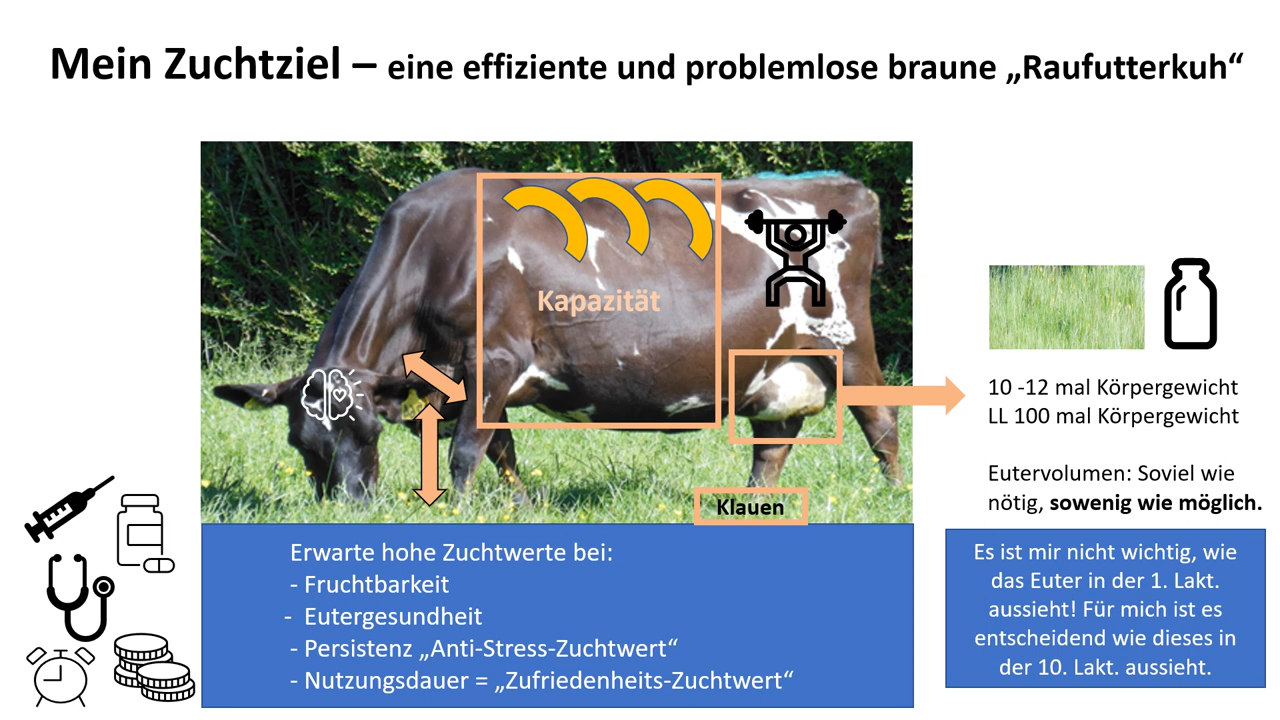 Mein Zuchtziel – eine effiziente und problemlose braune „Raufutterkuh“
Kapazität
10 -12 mal Körpergewicht
LL 100 mal Körpergewicht
Eutervolumen: Soviel wie
nötig, sowenig wie möglich.
Klauen
Erwarte hohe Zuchtwerte bei:
- Fruchtbarkeit
- Eutergesundheit
- Persistenz „Anti-Stress-Zuchtwert“
- Nutzungsdauer = „Zufriedenheits-Zuchtwert“
Es ist mir nicht wichtig, wie
das Euter in der 1. Lakt.
aussieht! Für mich ist es
entscheidend wie dieses in
der 10. Lakt. aussieht.